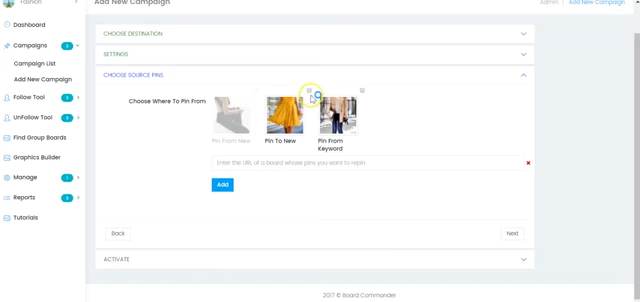 Fashion
Add New Campaign
Admin / Add New Campaign
Dashboard
Campaigns
Campaign List
Add New Campaign
Follow Tool
UnFollow Tool
Find Group Boards
Graphics Builder
Manage
Reports
Tutorials
CHOOSE DESTINATION
SETTINGS
CHOOSE SOURCE PINS
Choose Where To Pin From
Pin From New
Pin To New
Pin From
Keyword
Enter the URL of a board whose pins you want to repin
Add
Back
Next
ACTIVATE
2017 © Board Commander